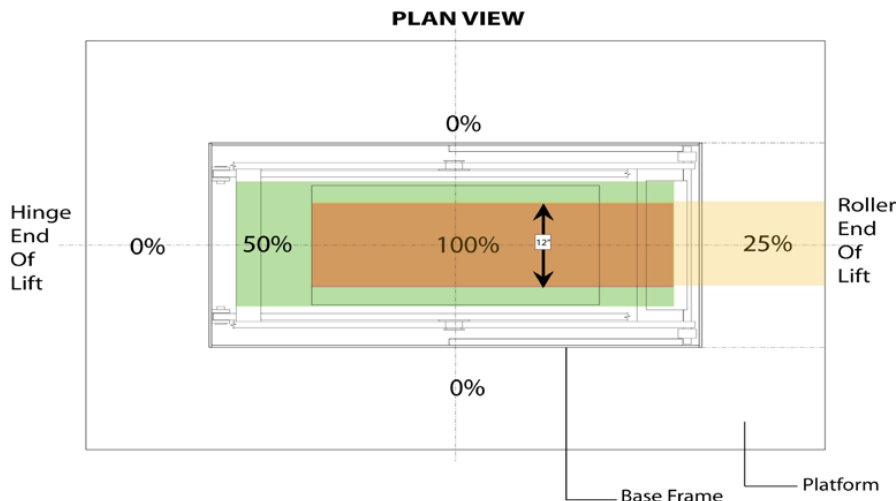 PLAN VIEW
0%
Hinge
End
Of
Lift
0%
50%
100%
12"
25%
Roller
End
Of
Lift
0%
Platform
Base Frame